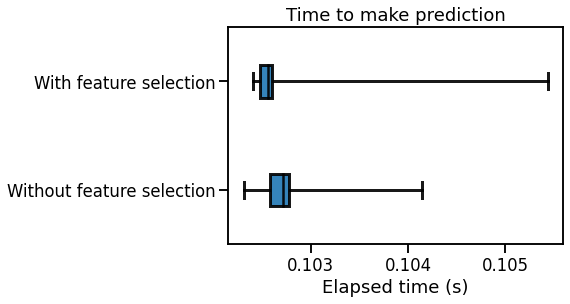 Time to make prediction
With feature selection
Without feature selection
0.103 0.104 0.105
Elapsed time (s)